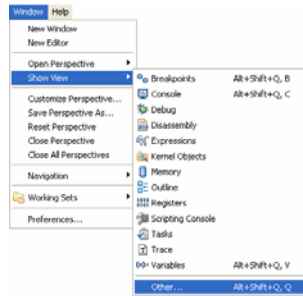 Window Help
New Window
New Editor
Open Perspective
Show View
Customize Perspective...
Save Perspective As...
Reset Perspective
Close Perspective
Close All Perspectives
Navigation
Working Sets
Preferences...
Breakpoints Alt+Shift+Q, B
Console Alt+Shift+Q, C
Debug
Disassembly
Expressions
Kernel Objects
Memory
Outline
Registers
Scripting Console
Tasks
Trace
Variables Alt+Shift+Q, V
Other... Alt+Shift+Q, Q